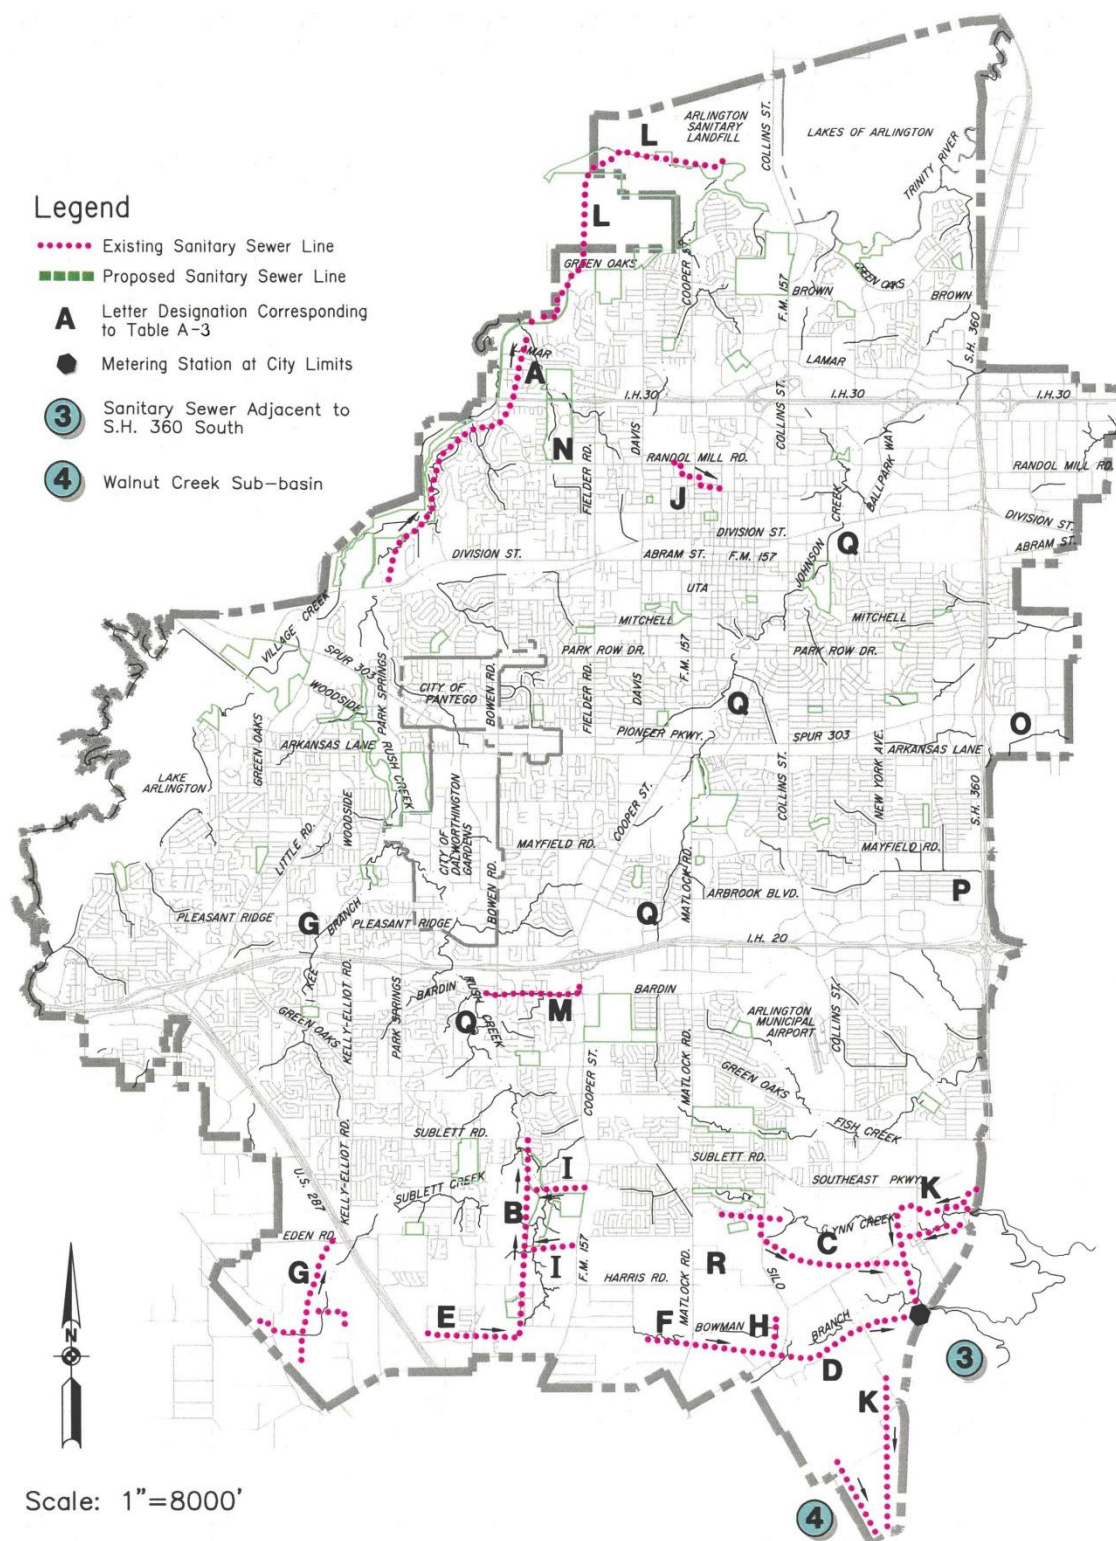 Legend
Existing Sanitary Sewer Line
Proposed Sanitary Sewer Line
A
Letter Designation Corresponding
to Table A-3
Metering Station at City Limits
3
Sanitary Sewer Adjacent to
S.H. 360 South
4
Walnut Creek Sub-basin
ARLINGTON
SANITARY
LANDFILL
COLLINS ST.
LAKES OF ARLINGTON
TRINITY RIVER
L
L
GREEN OAKS
COOPER ST.
F.M. 157
BROWN
GREEN OAKS
BROWN
S.H. 360
LAMAR
LAMAR
A
I.H.30
COLLINS ST.
I.H.30
I.H.30
N
FIELDER RD.
DAVIS
RANDOL MILL RD.
BALLPARK WAY
RANDOL MILL RD.
J
CREEK
DIVISION ST.
DIVISION ST.
DIVISION ST.
ABRAM ST.
F.M. 157
JOHNSON
Q
ABRAM ST.
UTA
MITCHELL
MITCHELL
VILLAGE CREEK
SPUR 303
PARK SPRINGS
PARK ROW DR.
F.M. 157
PARK ROW DR.
WOODSIDE
CITY OF
PANTEGO
BOWEN RD.
FIELDER RD.
DAVIS
Q
O
GREEN OAKS
ARKANSAS LANE
RUSH CREEK
PIONEER PKWY.
SPUR 303
ARKANSAS LANE
LAKE
ARLINGTON
COLLINS ST.
NEW YORK AVE.
S.H. 360
LITTLE RD.
WOODSIDE
CITY OF
DALWORTHINGTON
GARDENS
COOPER ST.
MAYFIELD RD.
MAYFIELD RD.
BOWEN RD.
MATLOCK RD.
ARBROOK BLVD.
P
PLEASANT RIDGE
G
BRANCH
PLEASANT RIDGE
Q
I.H. 20
KEE
KELLY-ELLIOT RD.
PARK SPRINGS
BARDIN
RUSH CREEK
M
BARDIN
GREEN OAKS
Q
COOPER ST.
MATLOCK RD.
ARLINGTON
MUNICIPAL
AIRPORT
COLLINS ST.
GREEN OAKS
FISH CREEK
SUBLETT RD.
SUBLETT RD.
KELLY-ELLIOT RD.
U.S. 287
SUBLETT CREEK
I
SOUTHEAST PKWY.
K
B
LYNN CREEK
EDEN RD.
G
I
F.M. 157
HARRIS RD.
MATLOCK RD.
R
SILO
C
E
F
BOWMAN
H
BRANCH
D
3
K
N
Scale: 1"=8000'
4